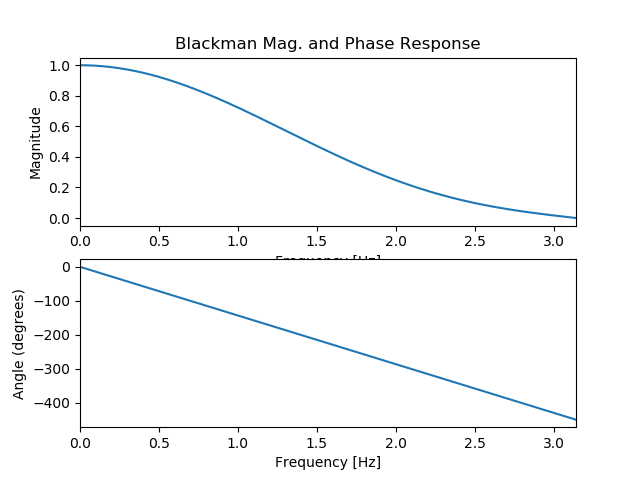 Blackman Mag. and Phase Response
1.0
0.8
0.6
0.4
0.2
0.0
Magnitude
0.0 0.5 1.0 1.5 2.0 2.5 3.0
Frequency [Hz]
0
−100
−200
−300
−400
Angle (degrees)
0.0 0.5 1.0 1.5 2.0 2.5 3.0
Frequency [Hz]